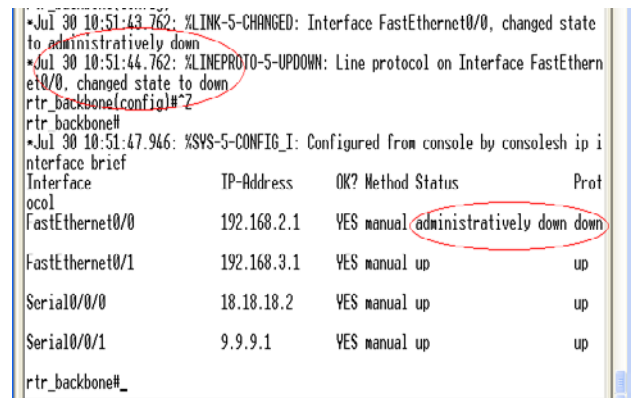 *Jul 30 10:51:43.762: %LINK-5-CHANGED: Interface FastEthernet0/0, changed state
to administratively down
*Jul 30 10:51:44.762: %LINEPROTO-5-UPDOWN: Line protocol on Interface FastEthern
et0/0, changed state to down
rtr_backbone(config)#^Z
rtr_backbone#
*Jul 30 10:51:47.946: %SYS-5-CONFIG_I: Configured from console by consolesh ip i
nterface brief
Interface IP-Address OK? Method Status Prot
ocol
FastEthernet0/0 192.168.2.1 YES manual administratively down down
FastEthernet0/1 192.168.3.1 YES manual up up
Serial0/0/0 18.18.18.2 YES manual up up
Serial0/0/1 9.9.9.1 YES manual up up
rtr_backbone#_